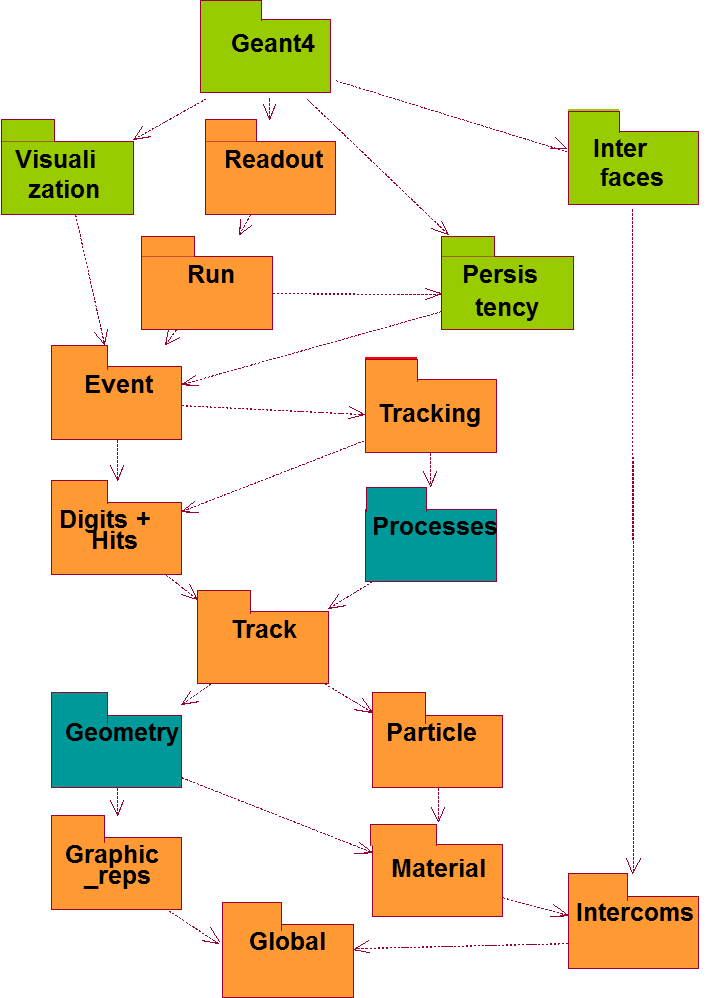 Geant4
Visuali
zation
Readout
Inter
faces
Run
Persis
tency
Event
Tracking
Digits +
Hits
Processes
Track
Geometry
Particle
Graphic
_reps
Material
Intercoms
Global